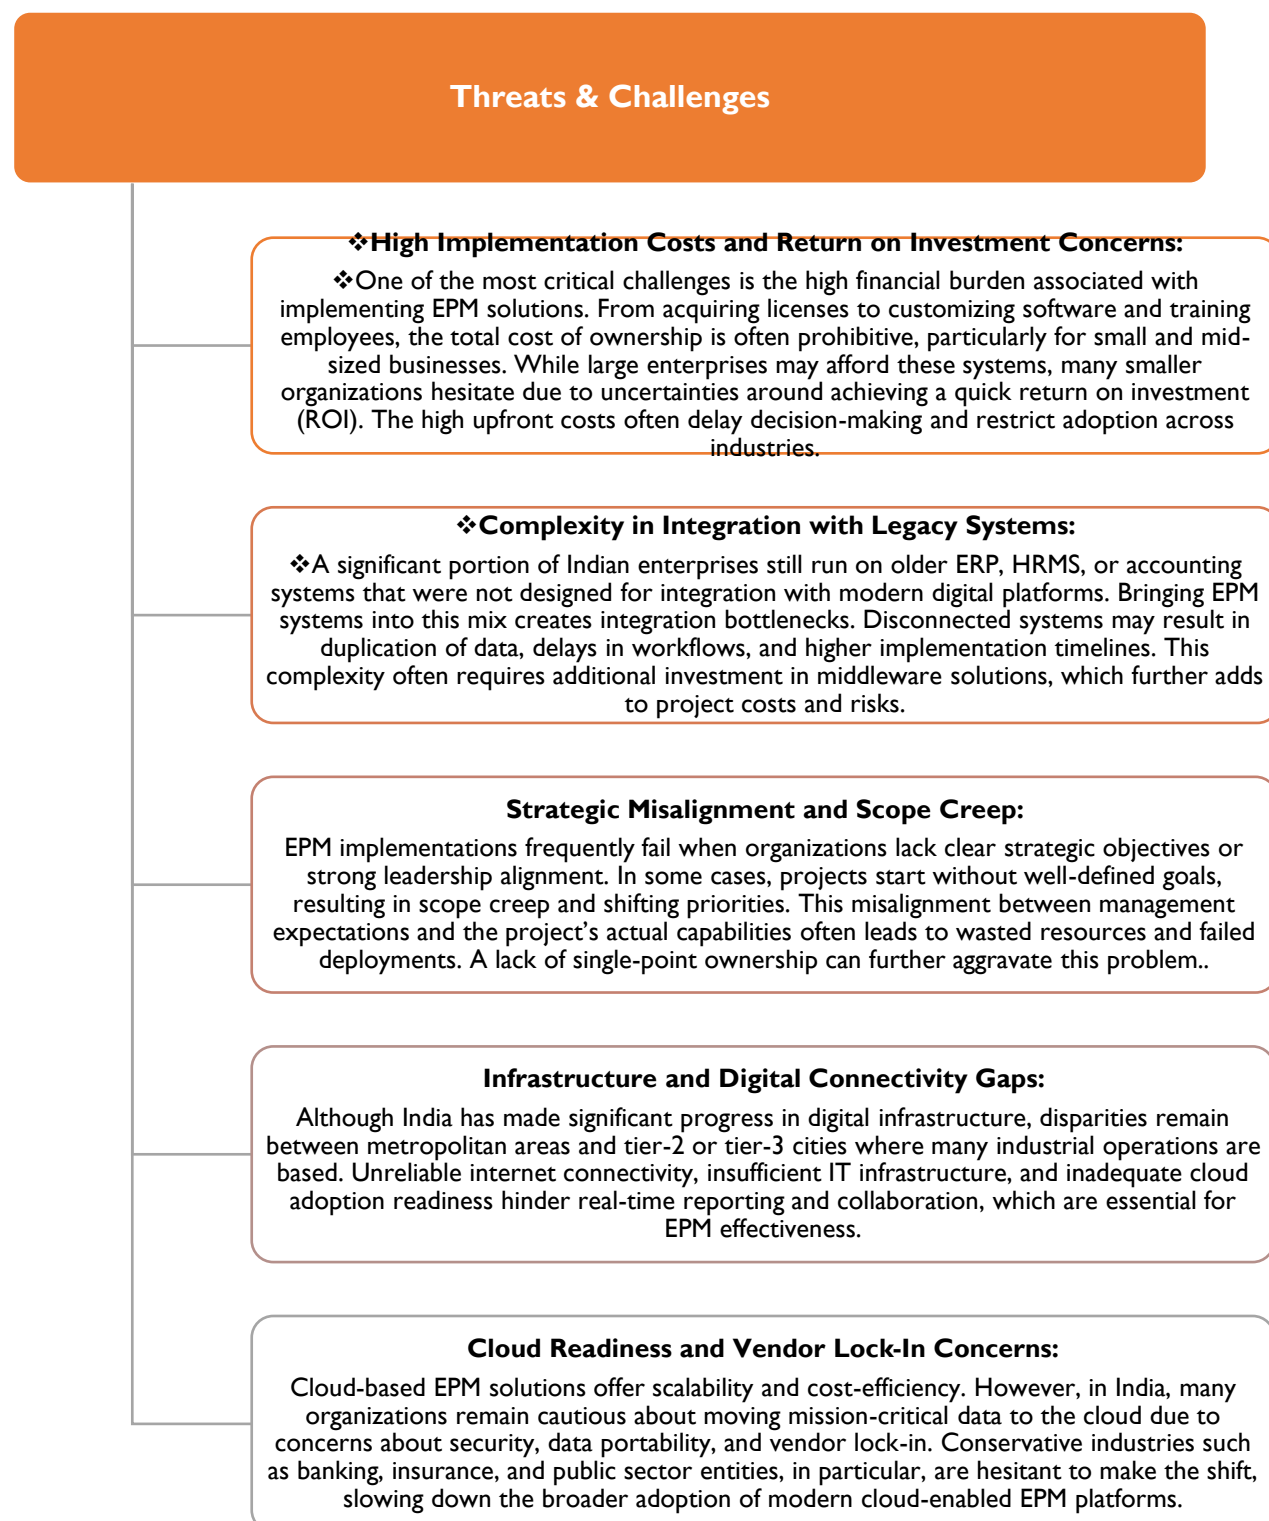 Threats & Challenges
❖High Implementation Costs and Return on Investment Concerns:
❖One of the most critical challenges is the high financial burden associated with
implementing EPM solutions. From acquiring licenses to customizing software and training
employees, the total cost of ownership is often prohibitive, particularly for small and mid-
sized businesses. While large enterprises may afford these systems, many smaller
organizations hesitate due to uncertainties around achieving a quick return on investment
(ROI). The high upfront costs often delay decision-making and restrict adoption across
industries.
❖Complexity in Integration with Legacy Systems:
❖A significant portion of Indian enterprises still run on older ERP, HRMS, or accounting
systems that were not designed for integration with modern digital platforms. Bringing EPM
systems into this mix creates integration bottlenecks. Disconnected systems may result in
duplication of data, delays in workflows, and higher implementation timelines. This
complexity often requires additional investment in middleware solutions, which further adds
to project costs and risks.
Strategic Misalignment and Scope Creep:
EPM implementations frequently fail when organizations lack clear strategic objectives or
strong leadership alignment. In some cases, projects start without well-defined goals,
resulting in scope creep and shifting priorities. This misalignment between management
expectations and the project’s actual capabilities often leads to wasted resources and failed
deployments. A lack of single-point ownership can further aggravate this problem..
Infrastructure and Digital Connectivity Gaps:
Although India has made significant progress in digital infrastructure, disparities remain
between metropolitan areas and tier-2 or tier-3 cities where many industrial operations are
based. Unreliable internet connectivity, insufficient IT infrastructure, and inadequate cloud
adoption readiness hinder real-time reporting and collaboration, which are essential for
EPM effectiveness.
Cloud Readiness and Vendor Lock-In Concerns:
Cloud-based EPM solutions offer scalability and cost-efficiency. However, in India, many
organizations remain cautious about moving mission-critical data to the cloud due to
concerns about security, data portability, and vendor lock-in. Conservative industries such
as banking, insurance, and public sector entities, in particular, are hesitant to make the shift,
slowing down the broader adoption of modern cloud-enabled EPM platforms.